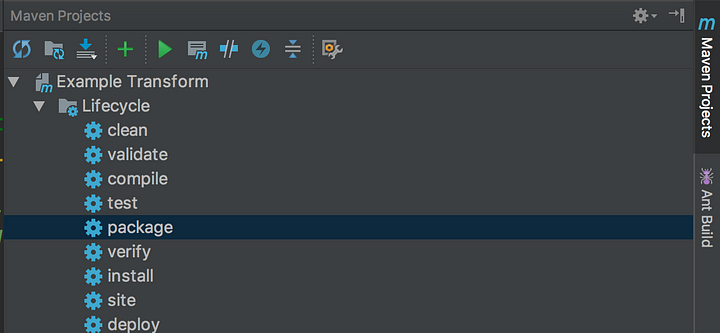 Maven Projects
Example Transform
Lifecycle
clean
validate
compile
test
package
verify
install
site
deploy
Maven Projects
Ant Build